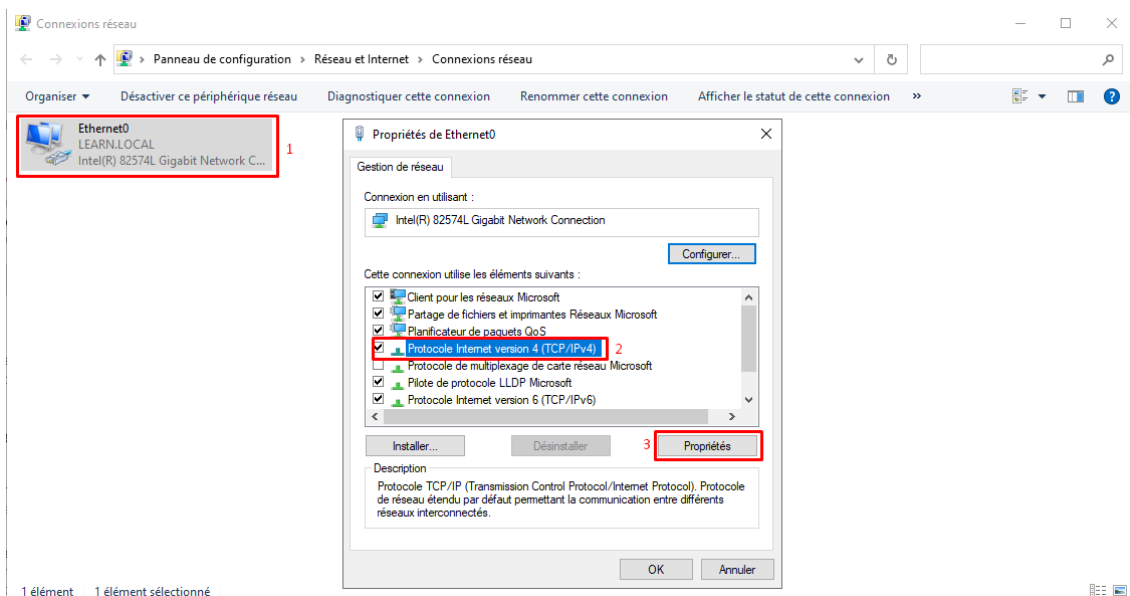 Connexions réseau
Panneau de configuration > Réseau et Internet > Connexions réseau
Organiser Désactiver ce périphérique réseau Diagnostiquer cette connexion Renommer cette connexion Afficher le statut de cette connexion »
Ethernet0
LEARN.LOCAL
Intel(R) 82574L Gigabit Network C...
1
Propriétés de Ethernet0
Gestion de réseau
Connexion en utilisant :
Intel(R) 82574L Gigabit Network Connection
Configurer...
Cette connexion utilise les éléments suivants :
Client pour les réseaux Microsoft
Partage de fichiers et imprimantes Réseaux Microsoft
Planificateur de paquets QoS
Protocole Internet version 4 (TCP/IPv4) 2
Protocole de multiplexage de carte réseau Microsoft
Pilote de protocole LLDP Microsoft
Protocole Internet version 6 (TCP/IPv6)
Installer... Désinstaller 3 Propriétés
Description
Protocole TCP/IP (Transmission Control Protocol/Internet Protocol). Protocole
de réseau étendu par défaut permettant la communication entre différents
réseaux interconnectés.
OK Annuler
1 élément 1 élément sélectionné